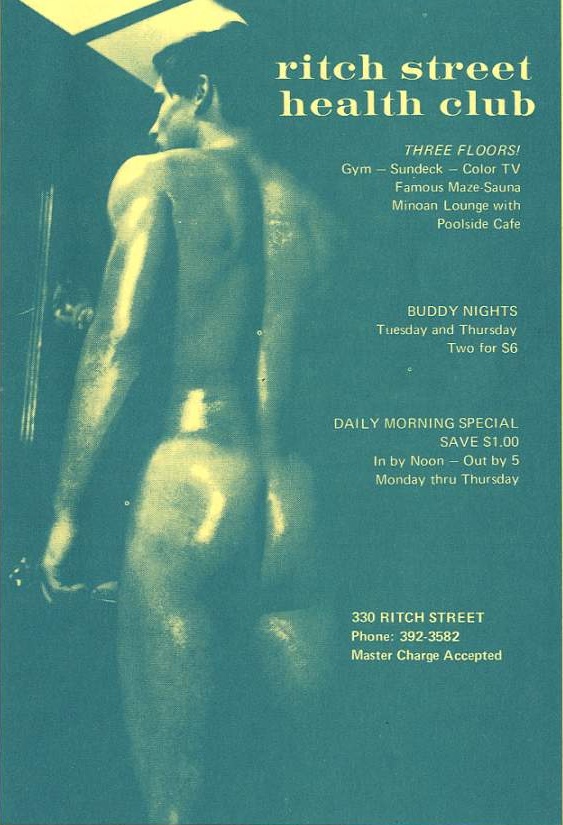 ritch street
health club
THREE FLOORS!
Gym – Sundeck – Color TV
Famous Maze-Sauna
Minoan Lounge with
Poolside Cafe
BUDDY NIGHTS
Tuesday and Thursday
Two for $6
DAILY MORNING SPECIAL
SAVE $1.00
In by Noon – Out by 5
Monday thru Thursday
330 RITCH STREET
Phone: 392-3582
Master Charge Accepted